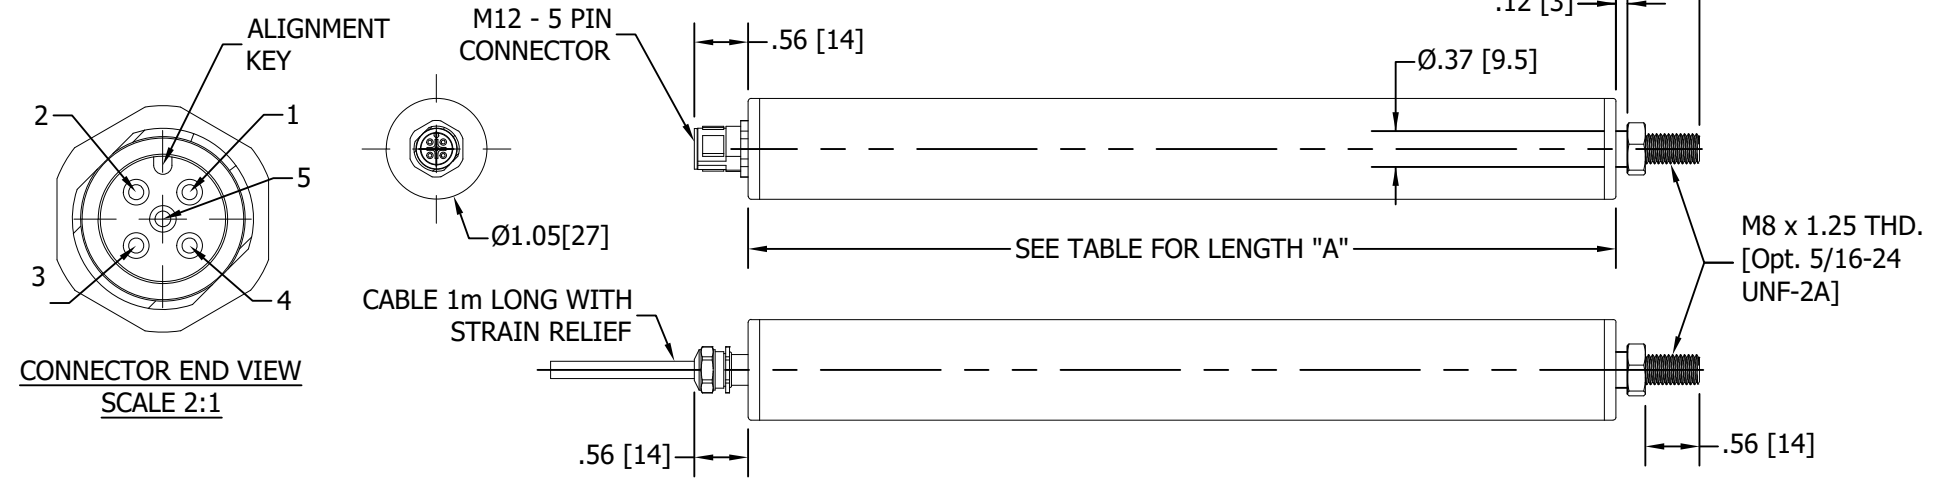 ALIGNMENT
KEY
2
1
5
3
4
CONNECTOR END VIEW
SCALE 2:1
M12 - 5 PIN
CONNECTOR
.56 [14]
.12 [3]
Ø.37 [9.5]
Ø1.05[27]
SEE TABLE FOR LENGTH "A"
M8 x 1.25 THD.
[Opt. 5/16-24
UNF-2A]
CABLE 1m LONG WITH
STRAIN RELIEF
.56 [14]
.56 [14]